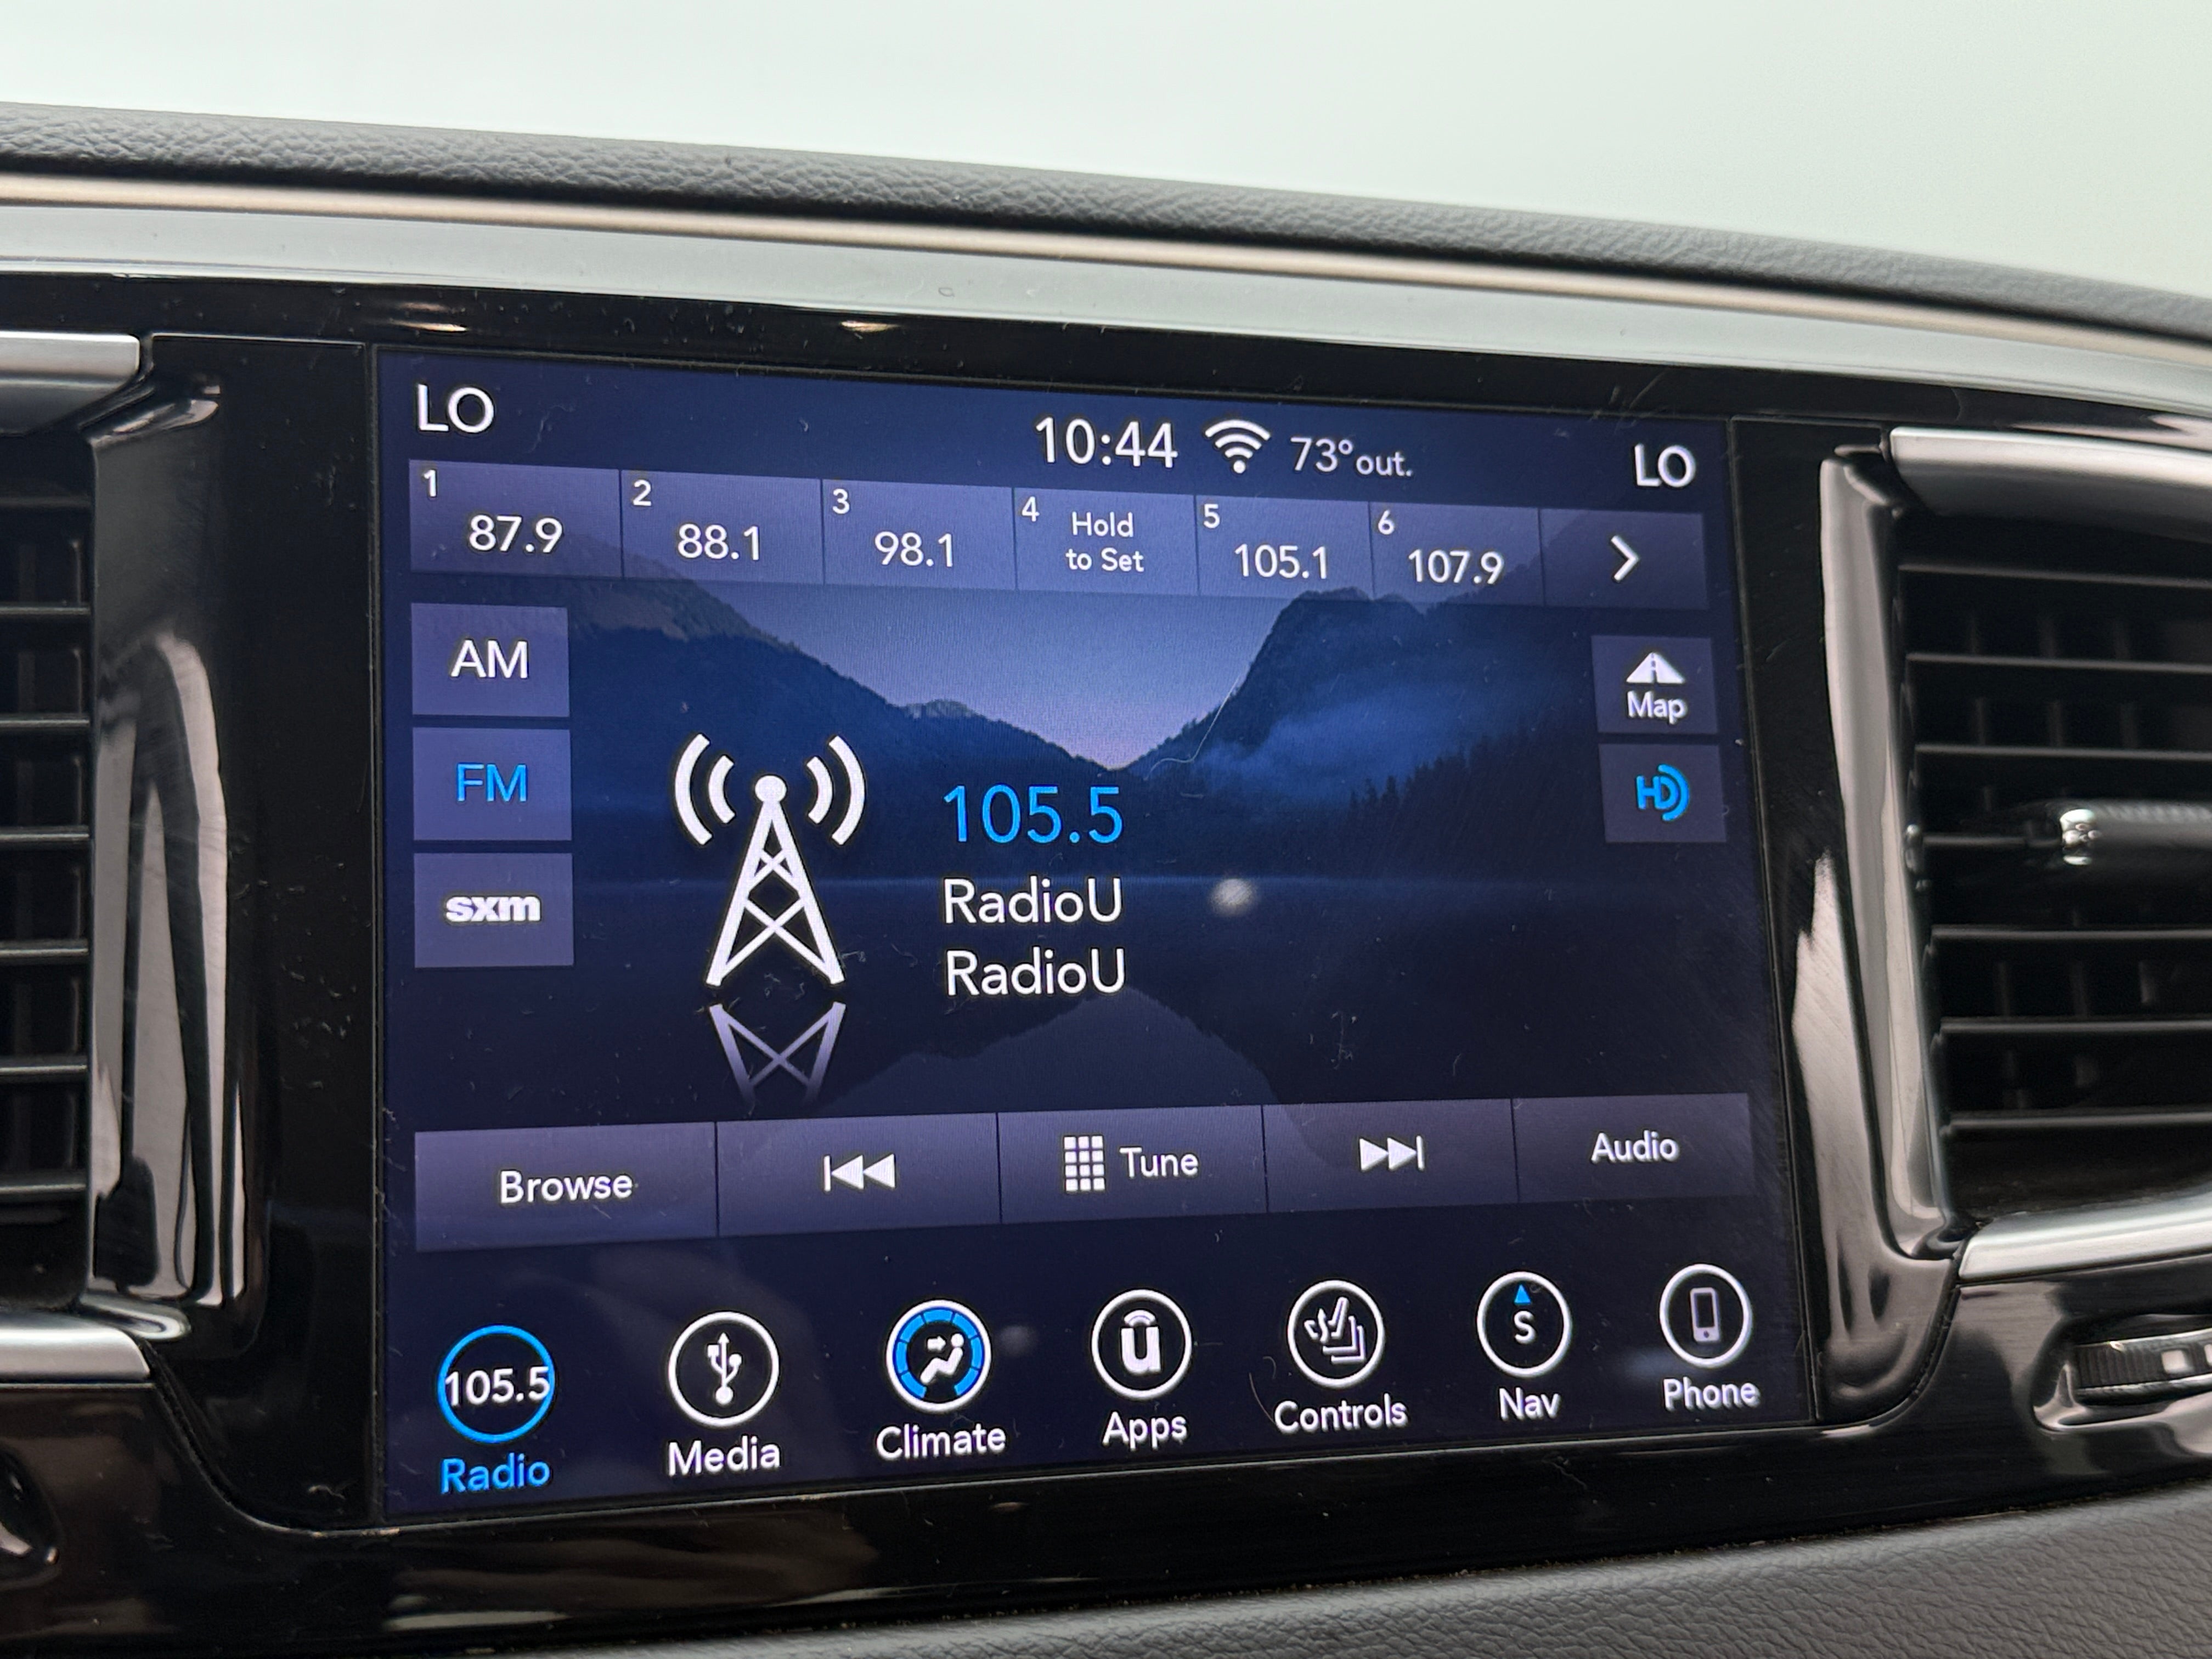 LO 10:44 73°out. LO
1 87.9 2 88.1 3 98.1 4 Hold to Set 5 105.1 6 107.9
AM
Map
FM
HD
sxm
105.5
RadioU
RadioU
Browse Tune Audio
105.5 u S
Radio Media Climate Apps Controls Nav Phone